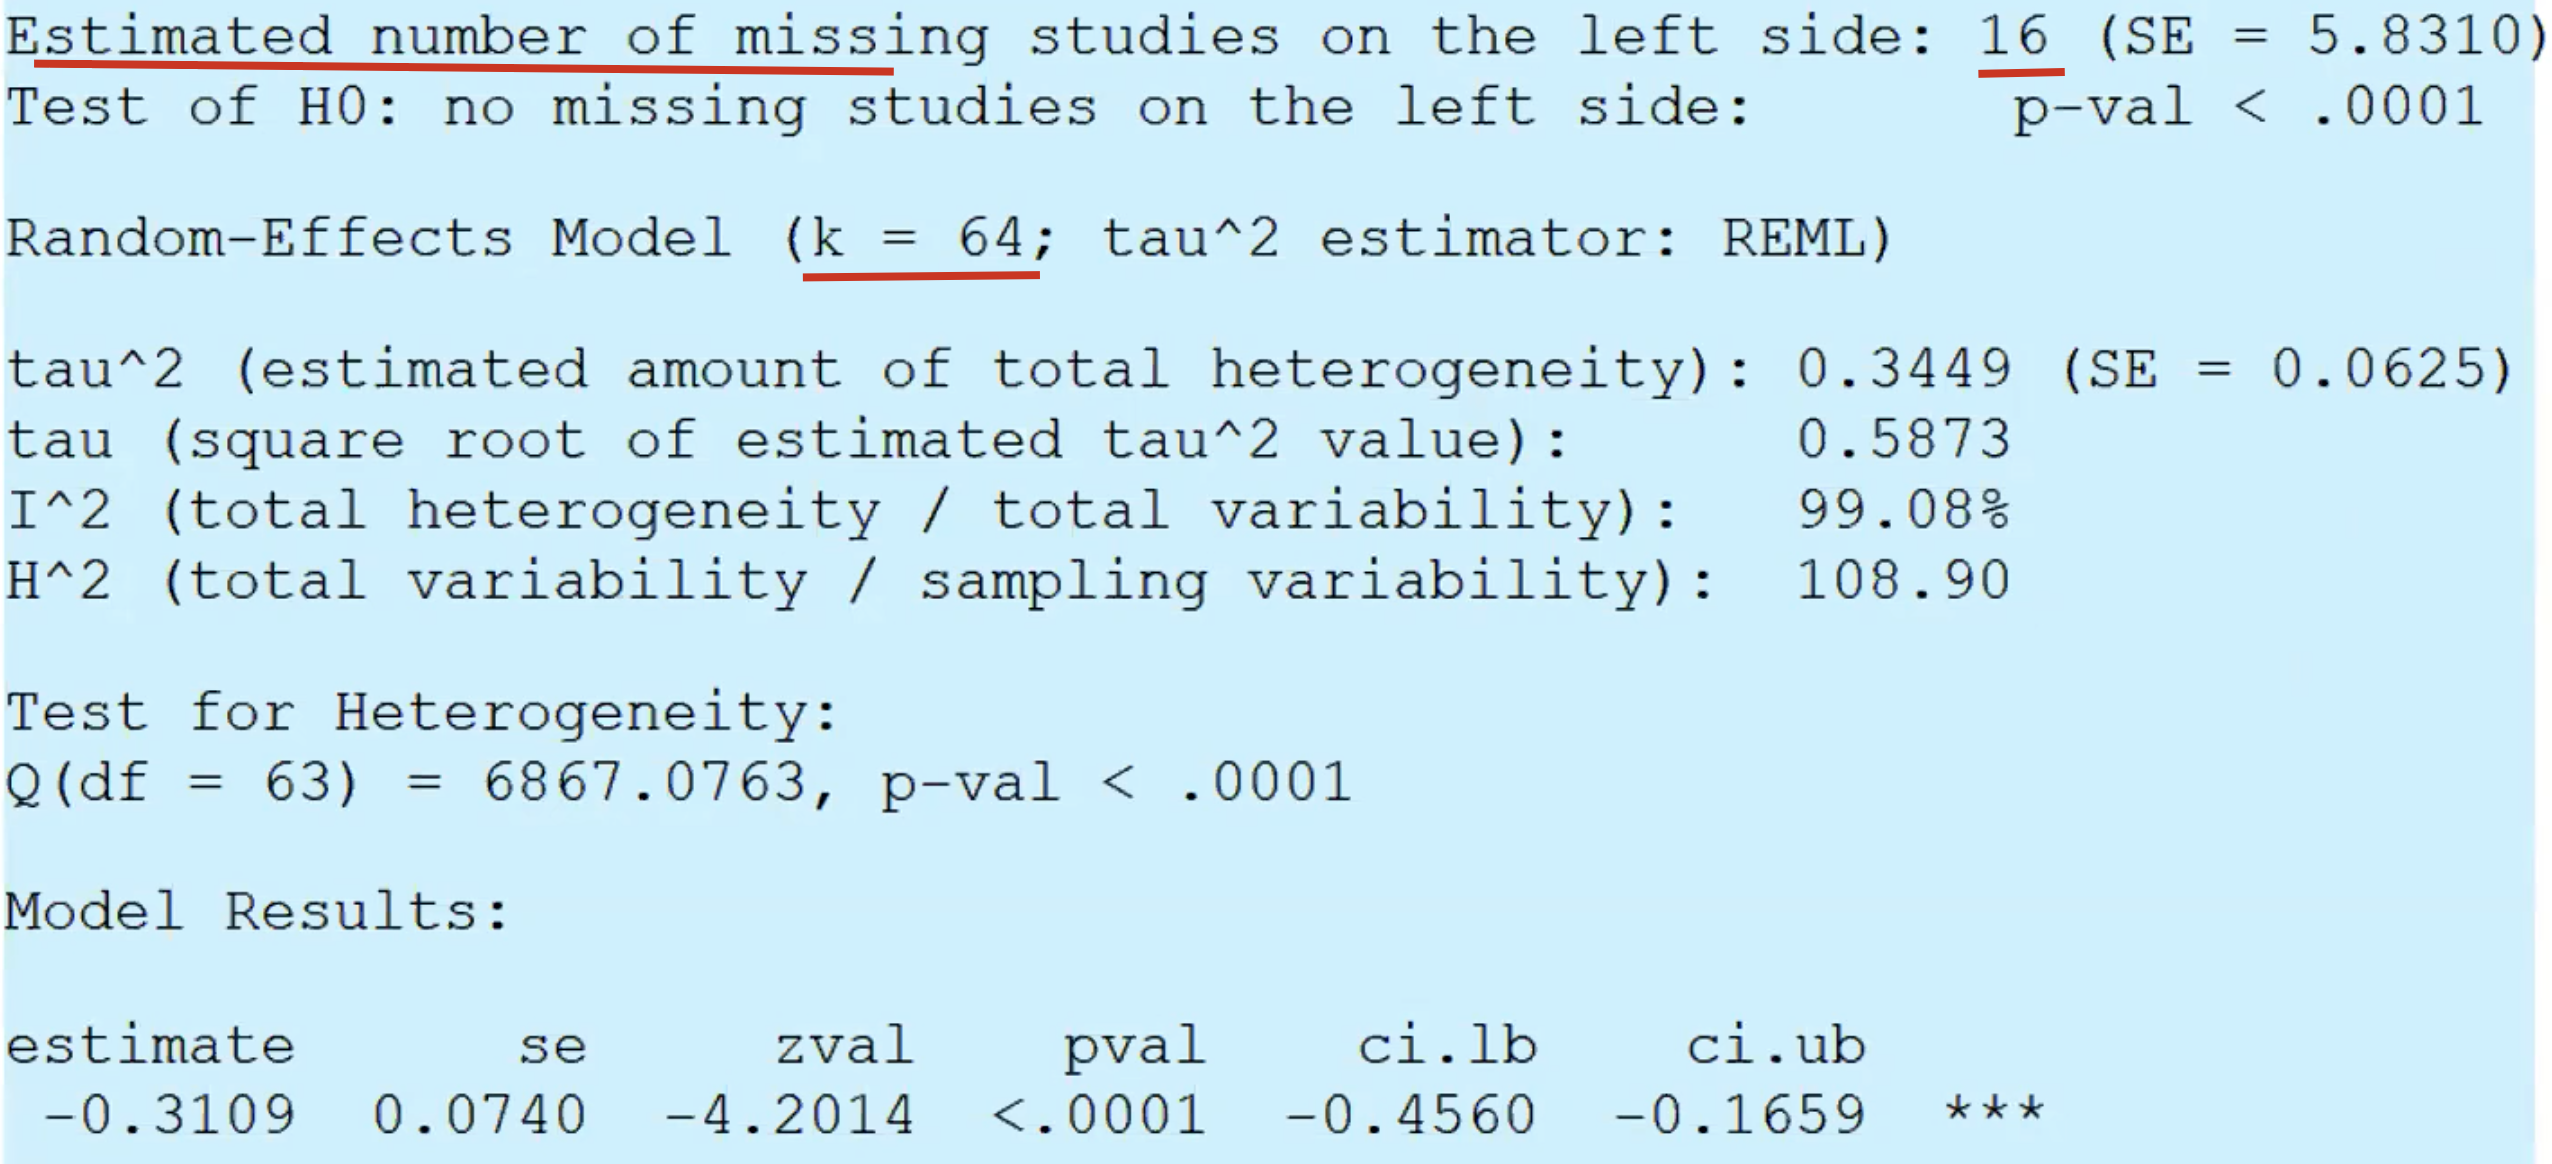 Estimated number of missing studies on the left side: 16 (SE = 5.8310)
Test of H0: no missing studies on the left side: p-val < .0001
Random-Effects Model (k = 64; tau^2 estimator: REML)
tau^2 (estimated amount of total heterogeneity): 0.3449 (SE = 0.0625)
tau (square root of estimated tau^2 value): 0.5873
I^2 (total heterogeneity / total variability): 99.08%
H^2 (total variability / sampling variability): 108.90
Test for Heterogeneity:
Q(df = 63) = 6867.0763, p-val < .0001
Model Results:
estimate se zval pval ci.lb ci.ub
-0.3109 0.0740 -4.2014 <.0001 -0.4560 -0.1659 ***